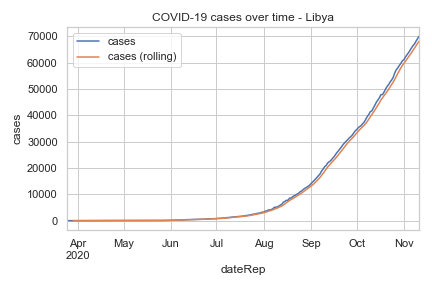 COVID-19 cases over time - Libya
cases
cases (rolling)
70000
60000
50000
40000
30000
20000
10000
0
cases
Apr May Jun Jul Aug Sep Oct Nov
2020
dateRep